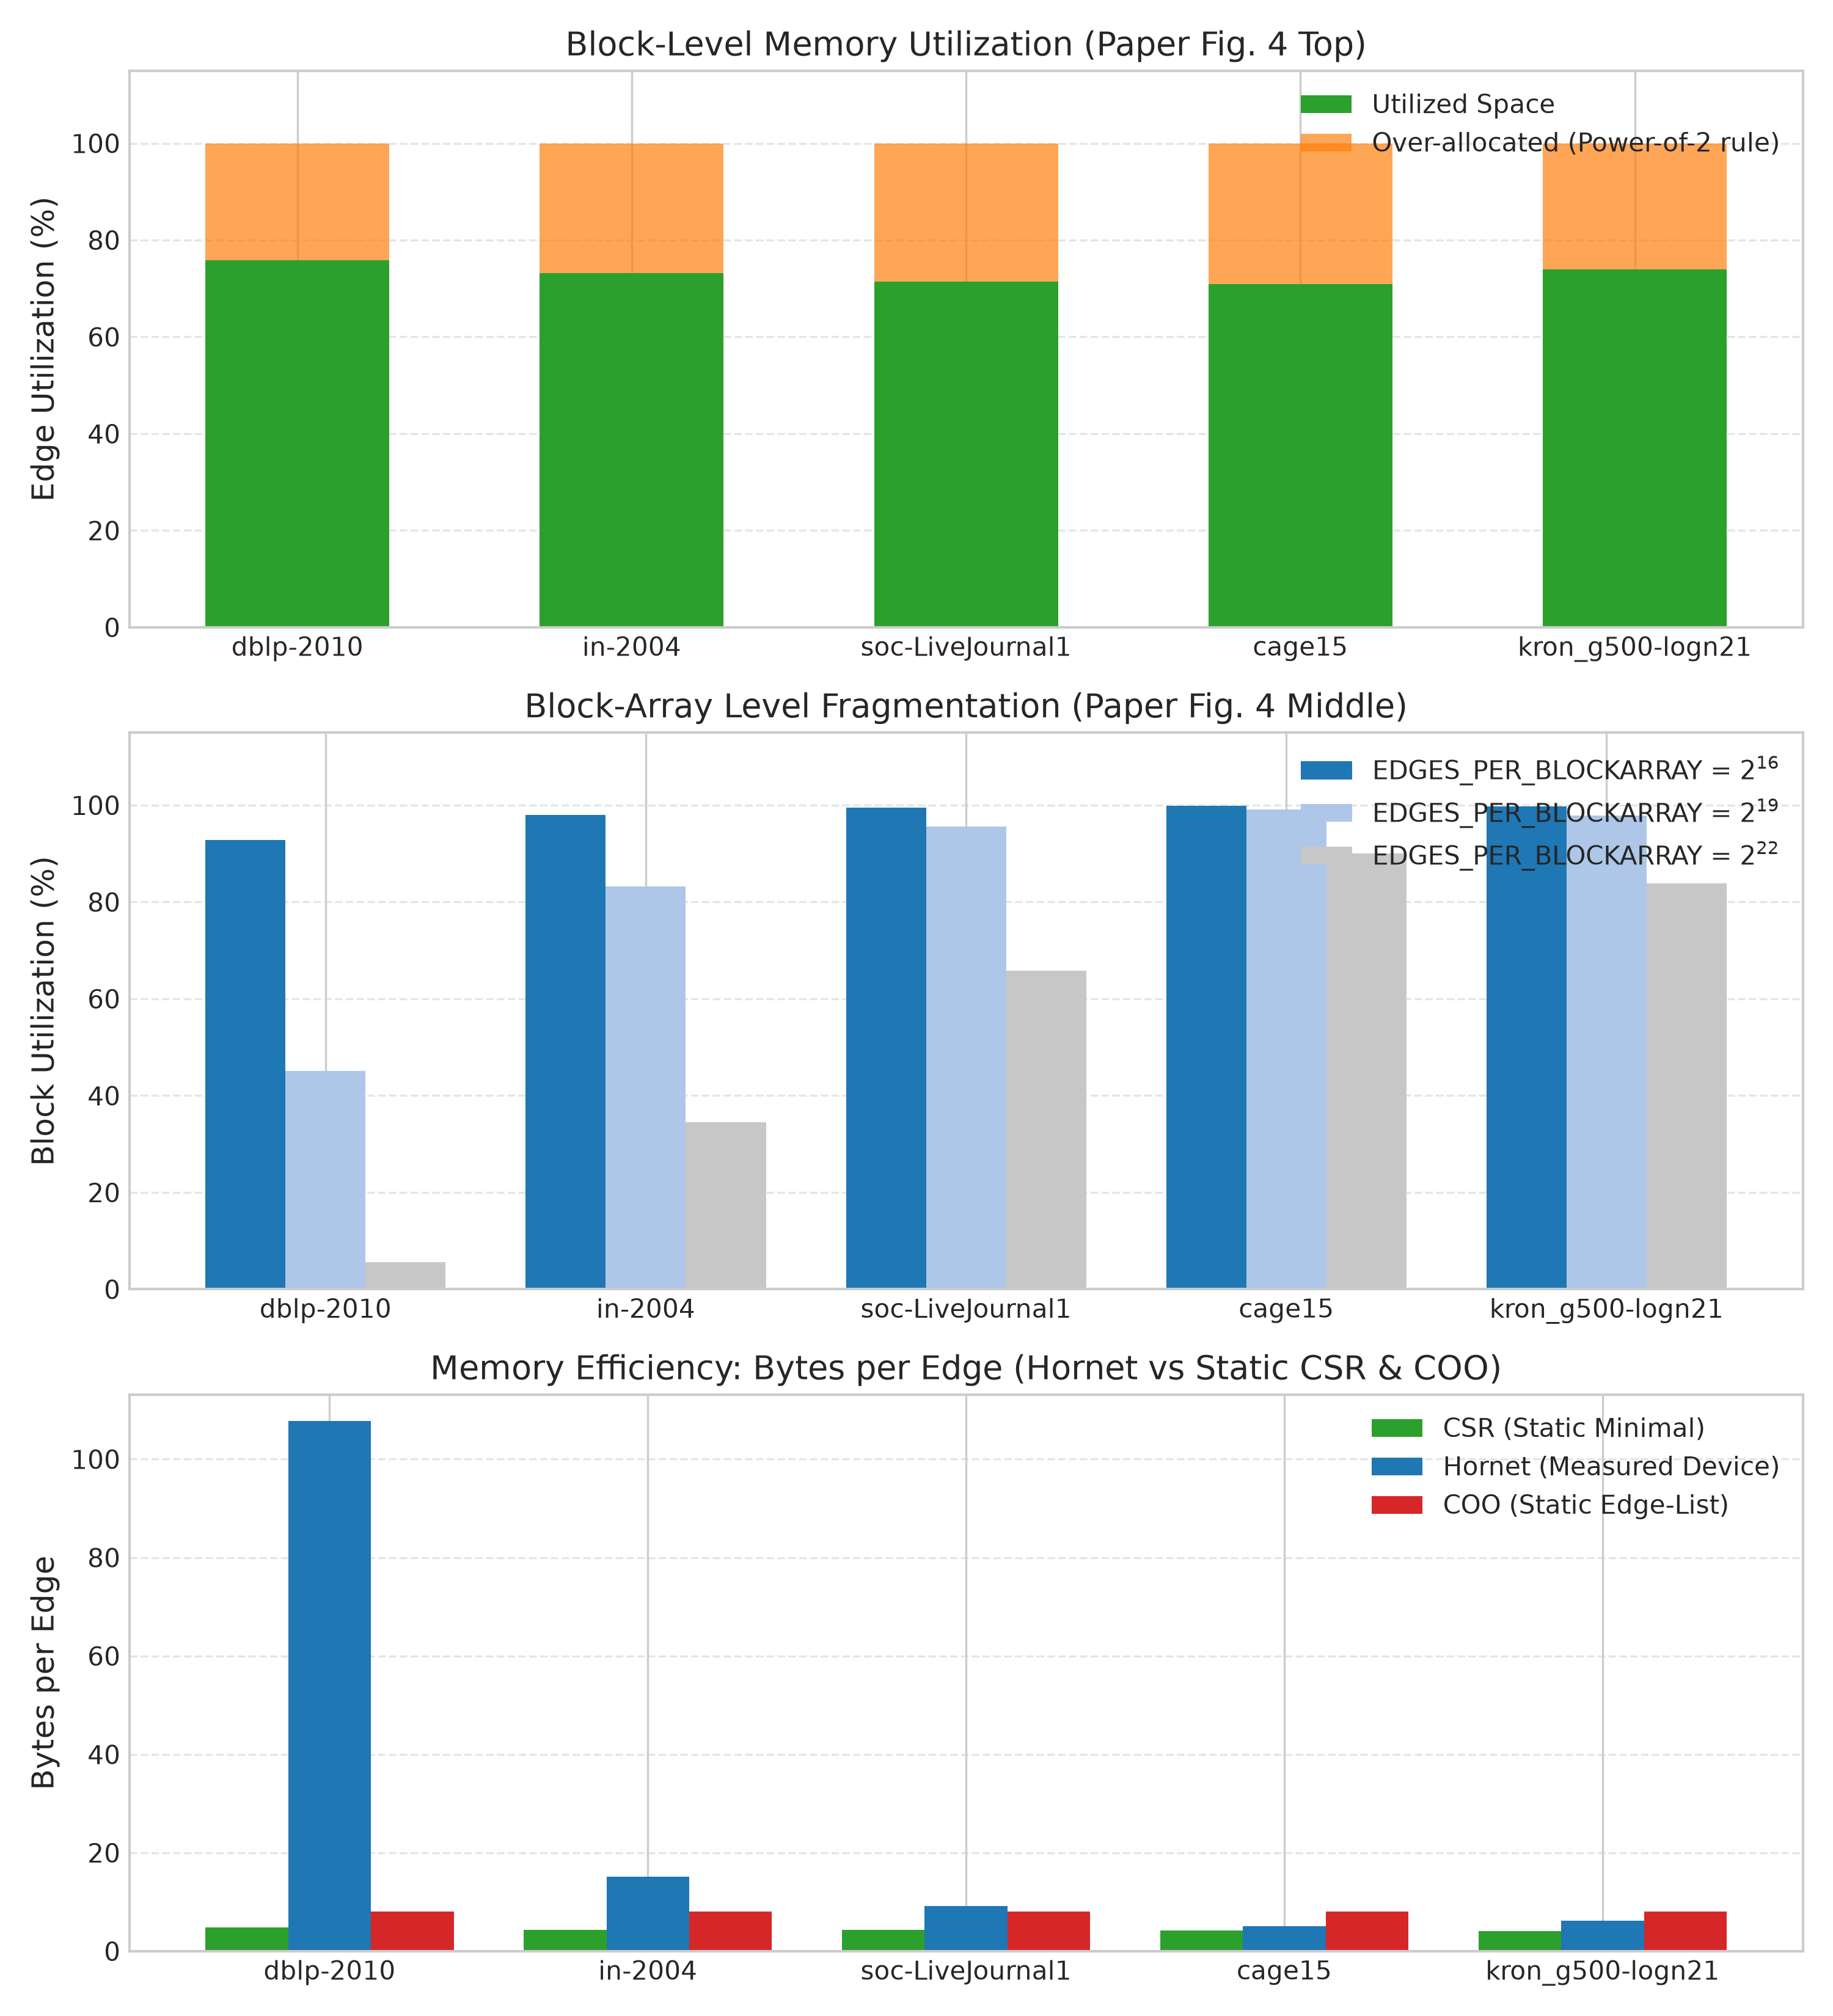 Block-Level Memory Utilization (Paper Fig. 4 Top)
Utilized Space
Over-allocated (Power-of-2 rule)
Edge Utilization (%)
100
80
60
40
20
0
dblp-2010 in-2004 soc-LiveJournal1 cage15 kron_g500-logn21
Block-Array Level Fragmentation (Paper Fig. 4 Middle)
EDGES_PER_BLOCKARRAY = 2^16
EDGES_PER_BLOCKARRAY = 2^19
EDGES_PER_BLOCKARRAY = 2^22
Block Utilization (%)
100
80
60
40
20
0
dblp-2010 in-2004 soc-LiveJournal1 cage15 kron_g500-logn21
Memory Efficiency: Bytes per Edge (Hornet vs Static CSR & COO)
CSR (Static Minimal)
Hornet (Measured Device)
COO (Static Edge-List)
Bytes per Edge
100
80
60
40
20
0
dblp-2010 in-2004 soc-LiveJournal1 cage15 kron_g500-logn21